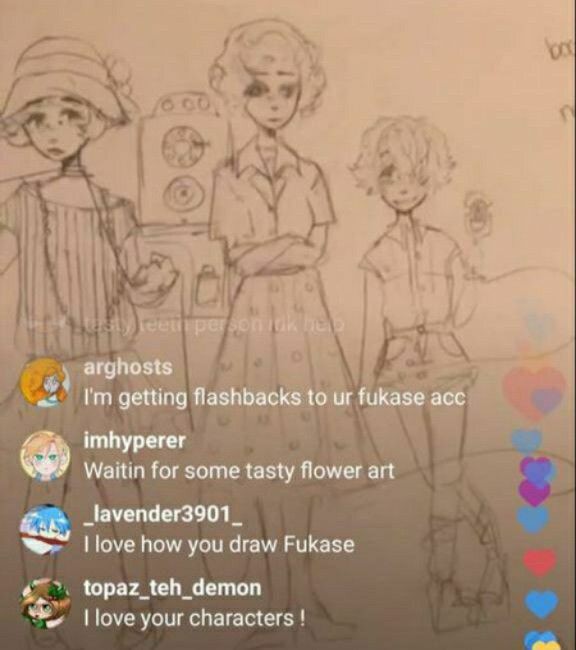 boo
n
tasty teeth person ink help
arghosts
I'm getting flashbacks to ur fukase acc
imhyperer
Waitin for some tasty flower art
_lavender3901_
I love how you draw Fukase
topaz_teh_demon
I love your characters !